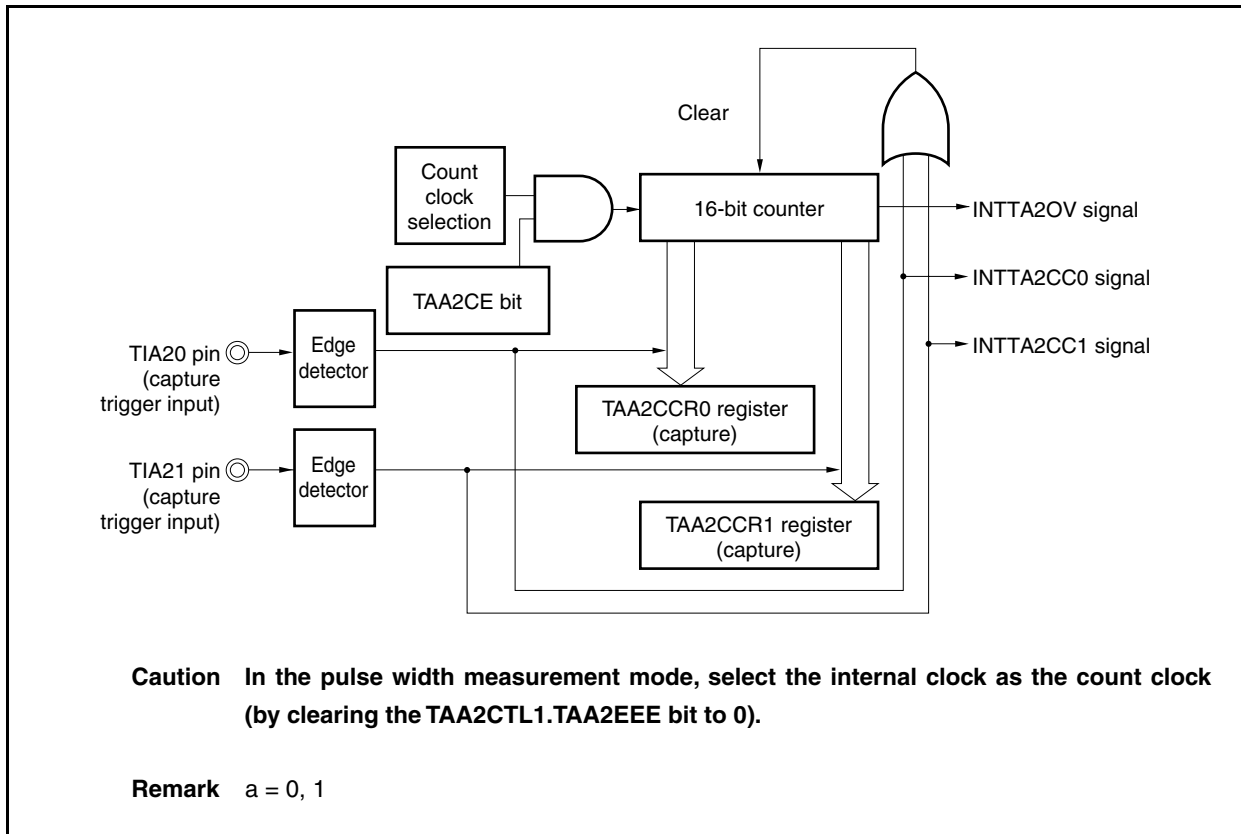 Clear
Count
clock
selection
16-bit counter
INTTA2OV signal
TAA2CE bit
INTTA2CC0 signal
INTTA2CC1 signal
TIA20 pin
(capture
trigger input)
Edge
detector
TAA2CCR0 register
(capture)
TIA21 pin
(capture
trigger input)
Edge
detector
TAA2CCR1 register
(capture)
Caution In the pulse width measurement mode, select the internal clock as the count clock
(by clearing the TAA2CTL1.TAA2EEE bit to 0).
Remark a = 0, 1